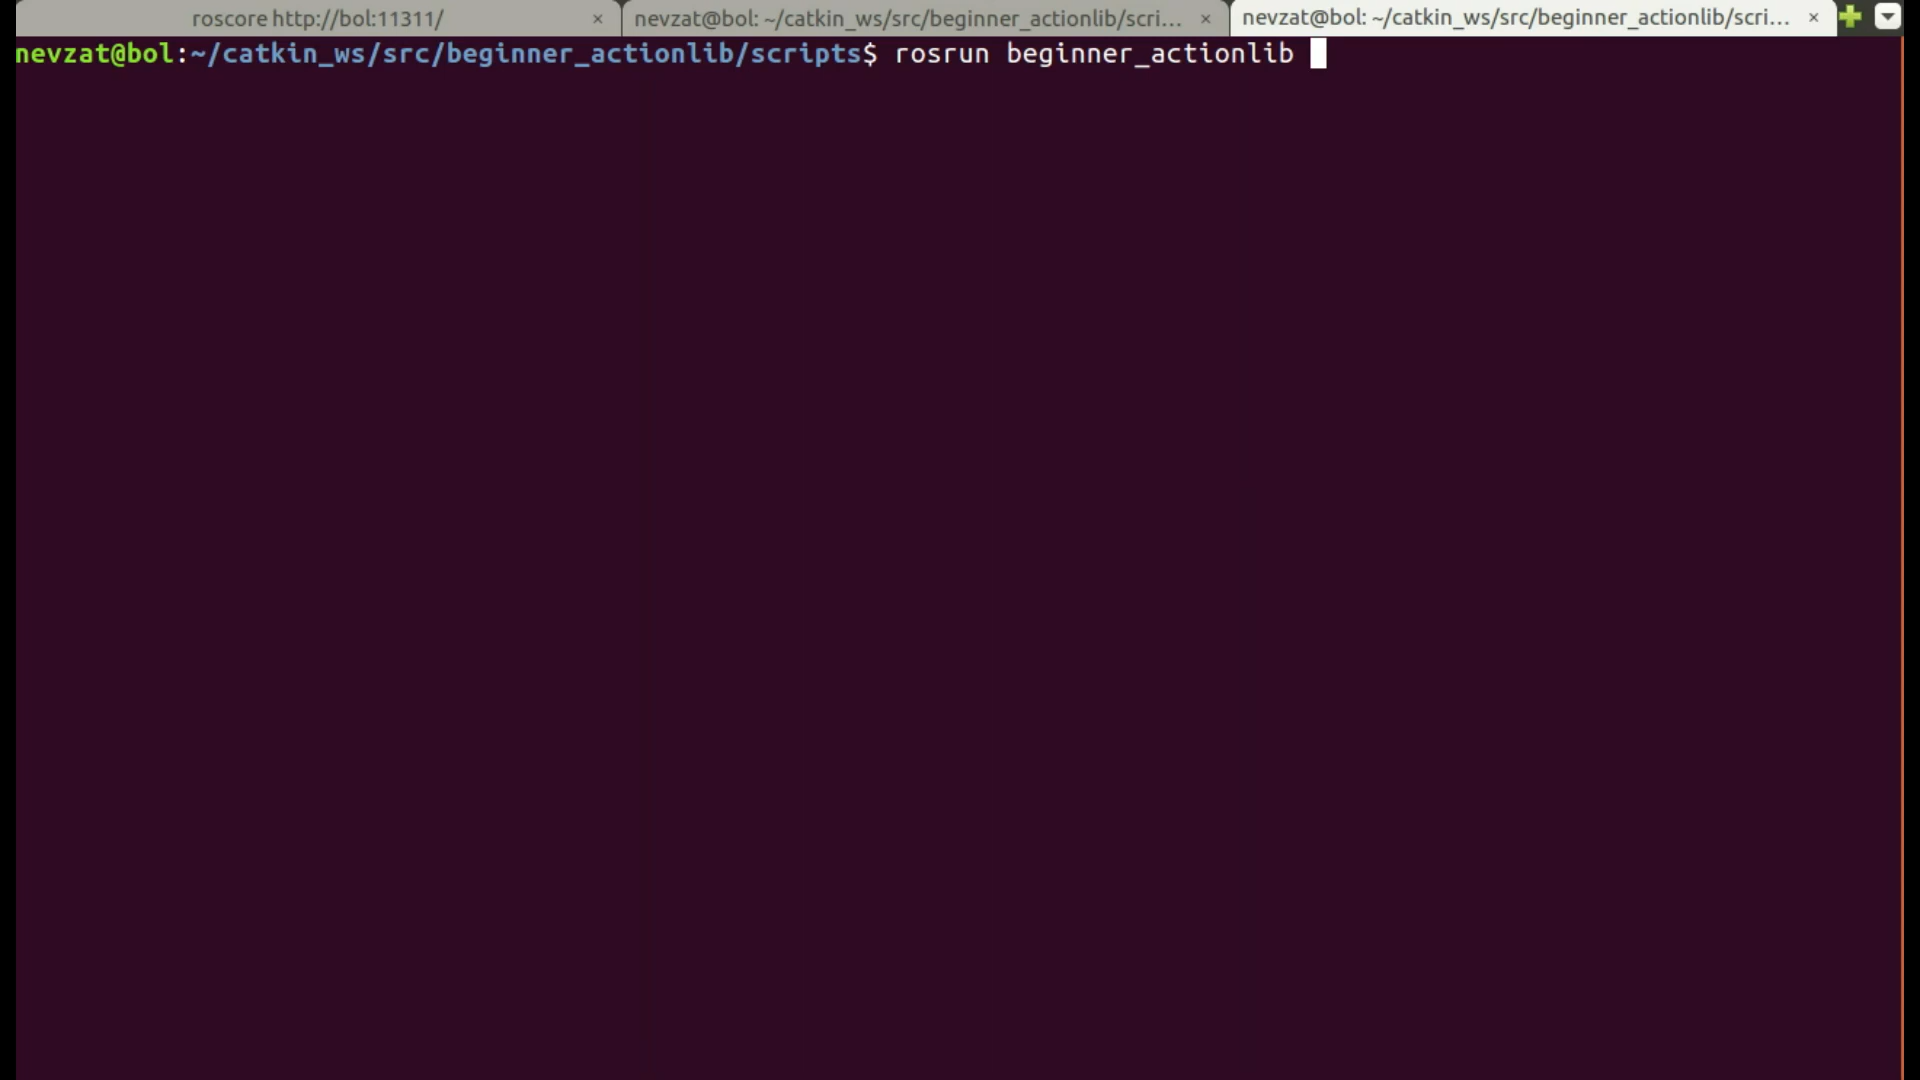 roscore http://bol:11311/ × nevzat@bol: ~/catkin_ws/src/beginner_actionlib/scri... × nevzat@bol: ~/catkin_ws/src/beginner_actionlib/scri... ×
nevzat@bol:~/catkin_ws/src/beginner_actionlib/scripts$ rosrun beginner_actionlib